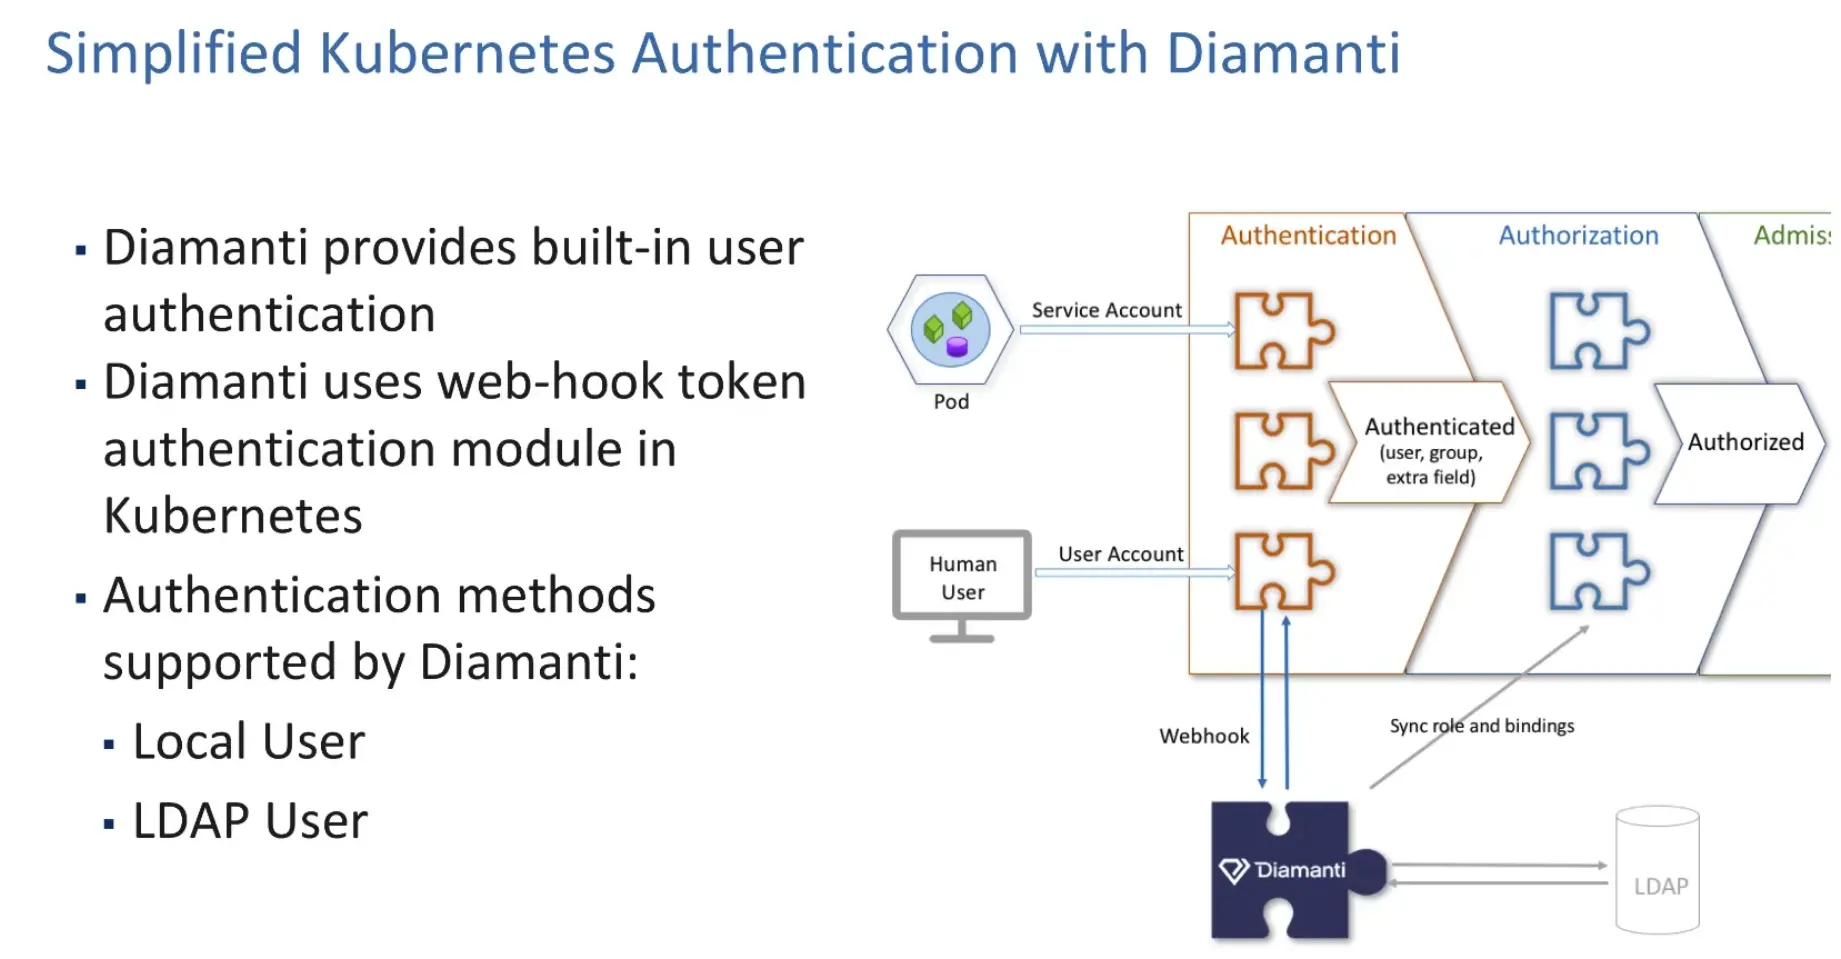 Simplified Kubernetes Authentication with Diamanti
▪ Diamanti provides built-in user
authentication
▪ Diamanti uses web-hook token
authentication module in
Kubernetes
▪ Authentication methods
supported by Diamanti:
▪ Local User
▪ LDAP User
Authentication
Authorization
Admis
Service Account
Pod
Authenticated
(user, group,
extra field)
Authorized
Human
User
User Account
Webhook
Sync role and bindings
Diamanti
LDAP